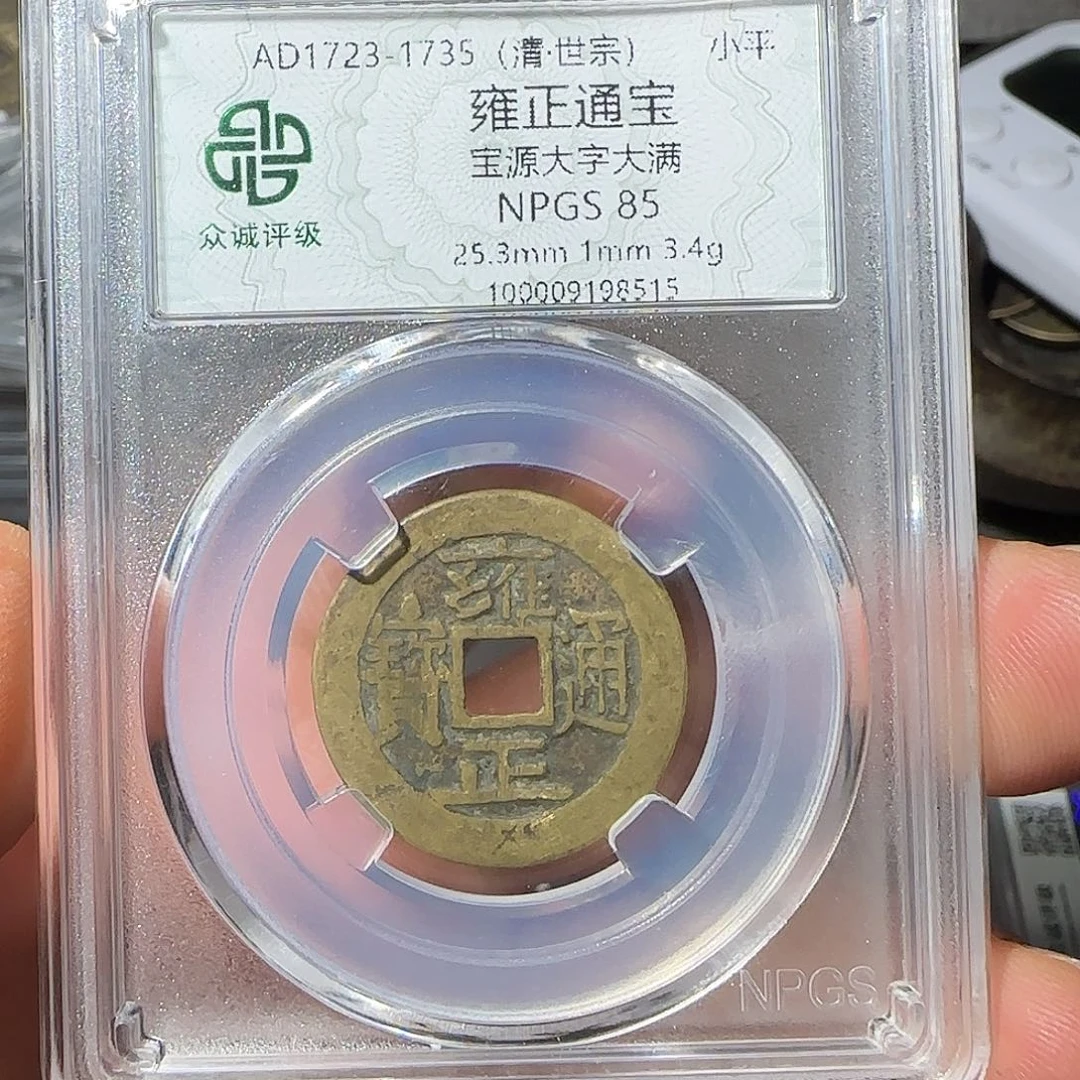 AD1723-1735（清·世宗） 小平
雍正通宝
宝源大字大满
NPGS 85
25.3mm 1mm 3.4g
100009198515
众诚评级
雍正通寳
NPGS